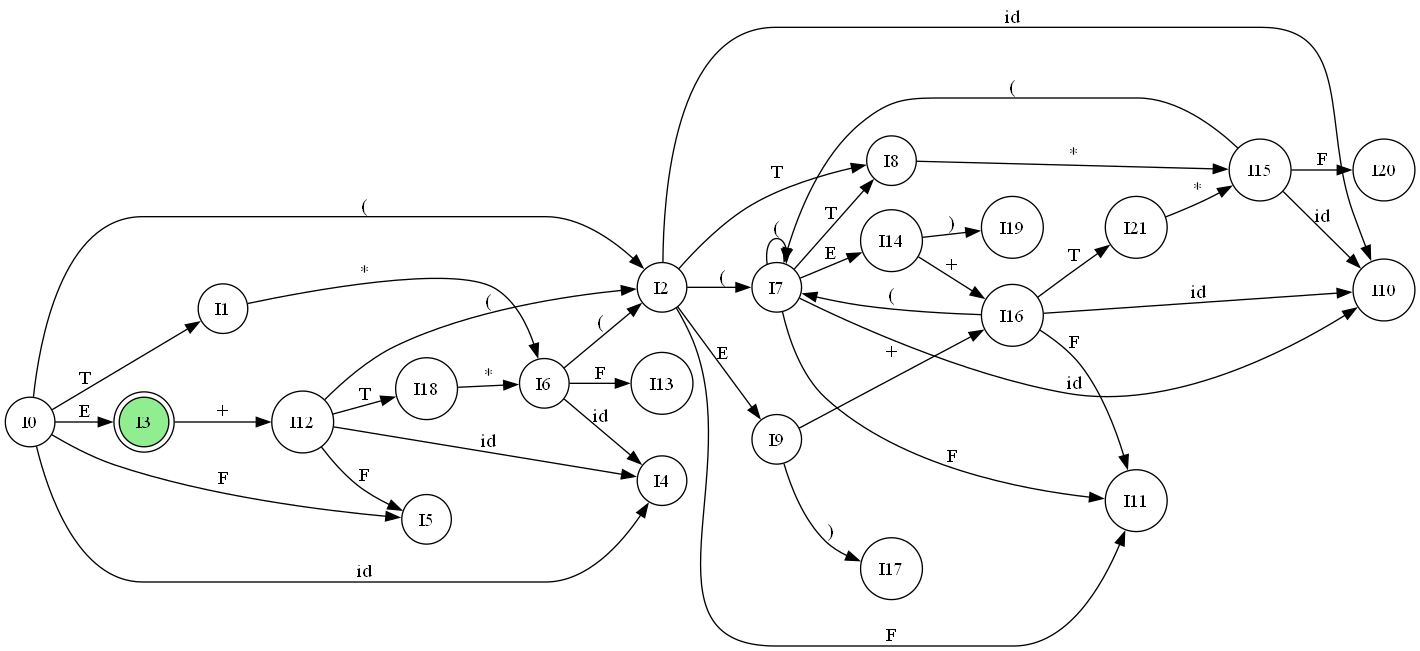 id
(
*
T
I8
I15
F
I20
T
(
E
I14
)
I19
I21
*
id
(
+
T
(
I2
(
I7
(
I16
id
I10
*
I1
(
(
F
E
+
F
id
T
I18
*
I6
F
I13
T
E
I0
I3
+
I12
id
id
I9
F
F
F
I4
I5
I11
)
I17
id
F